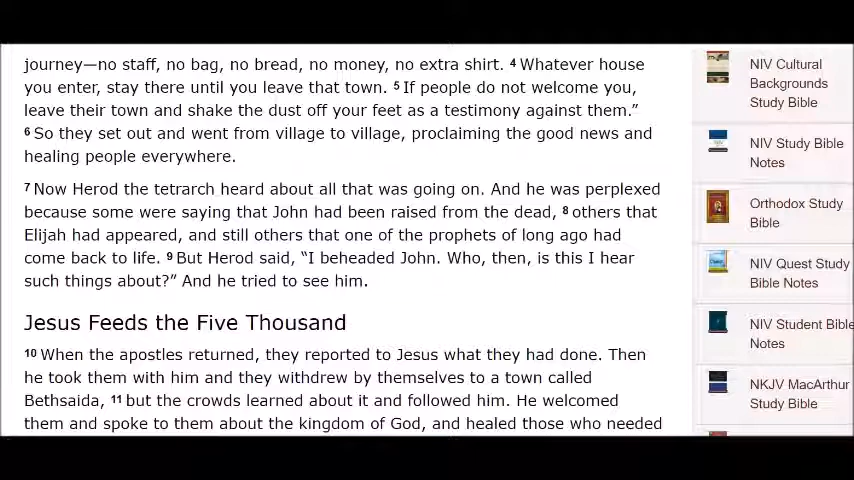 journey—no staff, no bag, no bread, no money, no extra shirt. 4 Whatever house
you enter, stay there until you leave that town. 5 If people do not welcome you,
leave their town and shake the dust off your feet as a testimony against them.”
6 So they set out and went from village to village, proclaiming the good news and
healing people everywhere.
7 Now Herod the tetrarch heard about all that was going on. And he was perplexed
because some were saying that John had been raised from the dead, 8 others that
Elijah had appeared, and still others that one of the prophets of long ago had
come back to life. 9 But Herod said, “I beheaded John. Who, then, is this I hear
such things about?” And he tried to see him.
Jesus Feeds the Five Thousand
10 When the apostles returned, they reported to Jesus what they had done. Then
he took them with him and they withdrew by themselves to a town called
Bethsaida, 11 but the crowds learned about it and followed him. He welcomed
them and spoke to them about the kingdom of God, and healed those who needed
NIV Cultural
Backgrounds
Study Bible
NIV Study Bible
Notes
Orthodox Study
Bible
NIV Quest Study
Bible Notes
NIV Student Bible
Notes
NKJV MacArthur
Study Bible